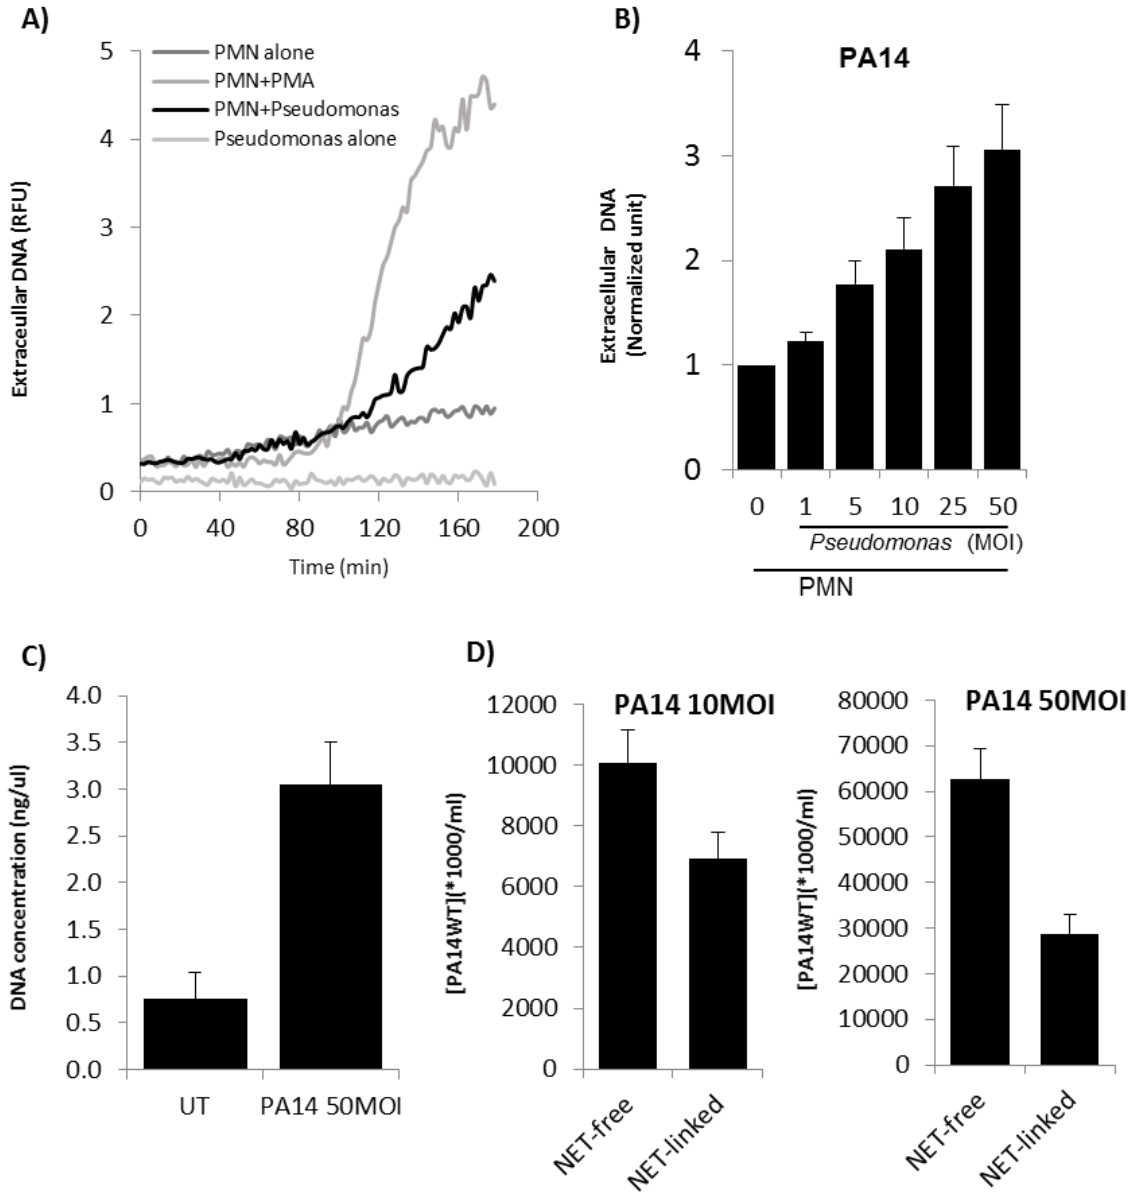 A)
5
4
3
2
1
0
PMN alone
PMN+PMA
PMN+Pseudomonas
Pseudomonas alone
Extraceullar DNA (RFU)
0 40 80 120 160 200
Time (min)
B)
PA14
4
3
2
1
0
Extracellular DNA
(Normalized unit)
0 1 5 10 25 50
Pseudomonas (MOI)
PMN
C)
4.0
3.5
3.0
2.5
2.0
1.5
1.0
0.5
0.0
DNA concentration (ng/ul)
UT PA14 50MOI
D)
PA14 10MOI
12000
10000
8000
6000
4000
2000
0
[PA14WT](*1000/ml)
NET-free
NET-linked
PA14 50MOI
80000
70000
60000
50000
40000
30000
20000
10000
0
[PA14WT](*1000/ml)
NET-free
NET-linked